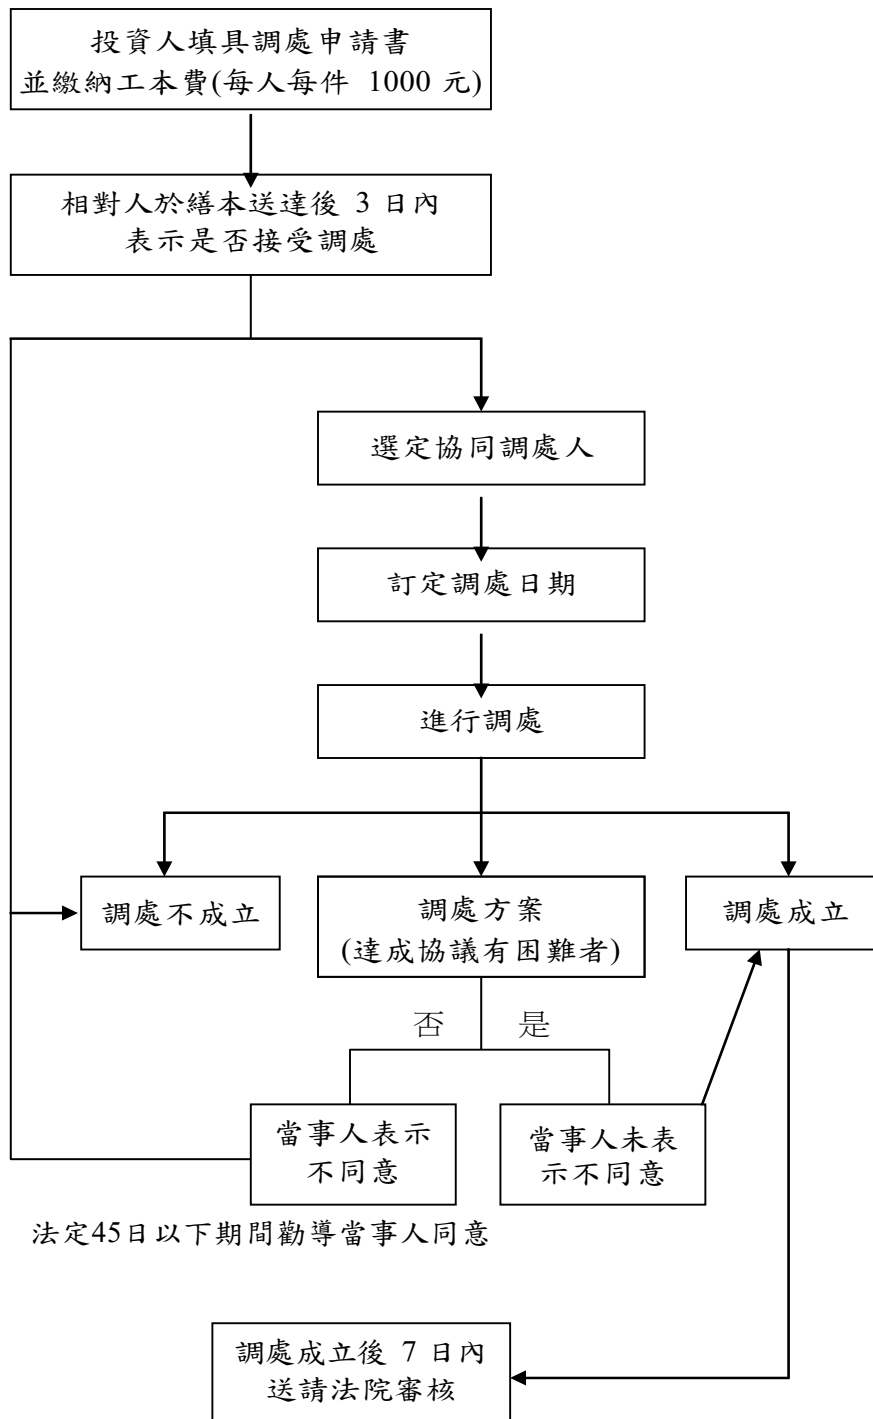 投資人填具調處申請書
並繳納工本費(每人每件 1000 元)
相對人於繕本送達後 3 日內
表示是否接受調處
選定協同調處人
訂定調處日期
進行調處
調處不成立
調處方案
(達成協議有困難者)
調處成立
否
是
當事人表示
不同意
當事人未表
示不同意
法定45日以下期間勸導當事人同意
調處成立後 7 日內
送請法院審核